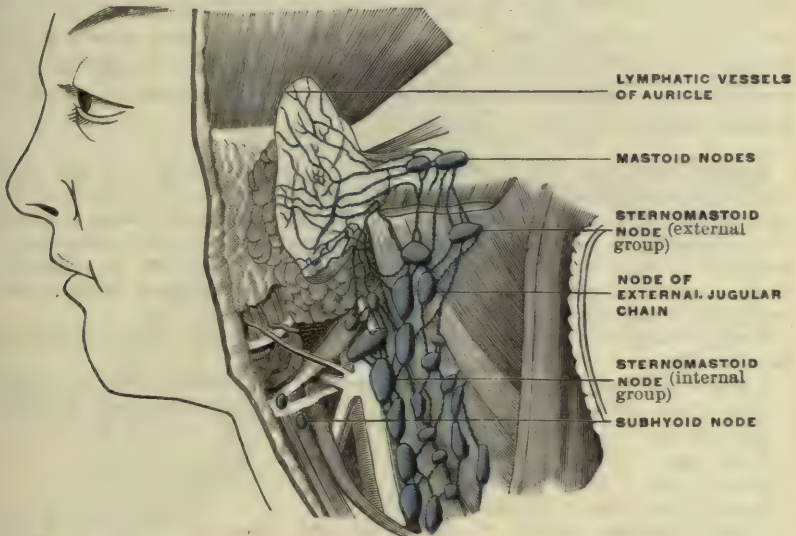 LYMPHATIC VESSELS
OF AURICLE
MASTOID NODES
STERNOMASTOID
NODE (external
group)
NODE OF
EXTERNAL JUGULAR
CHAIN
STERNOMASTOID
NODE (internal
group)
SUBHYOID NODE